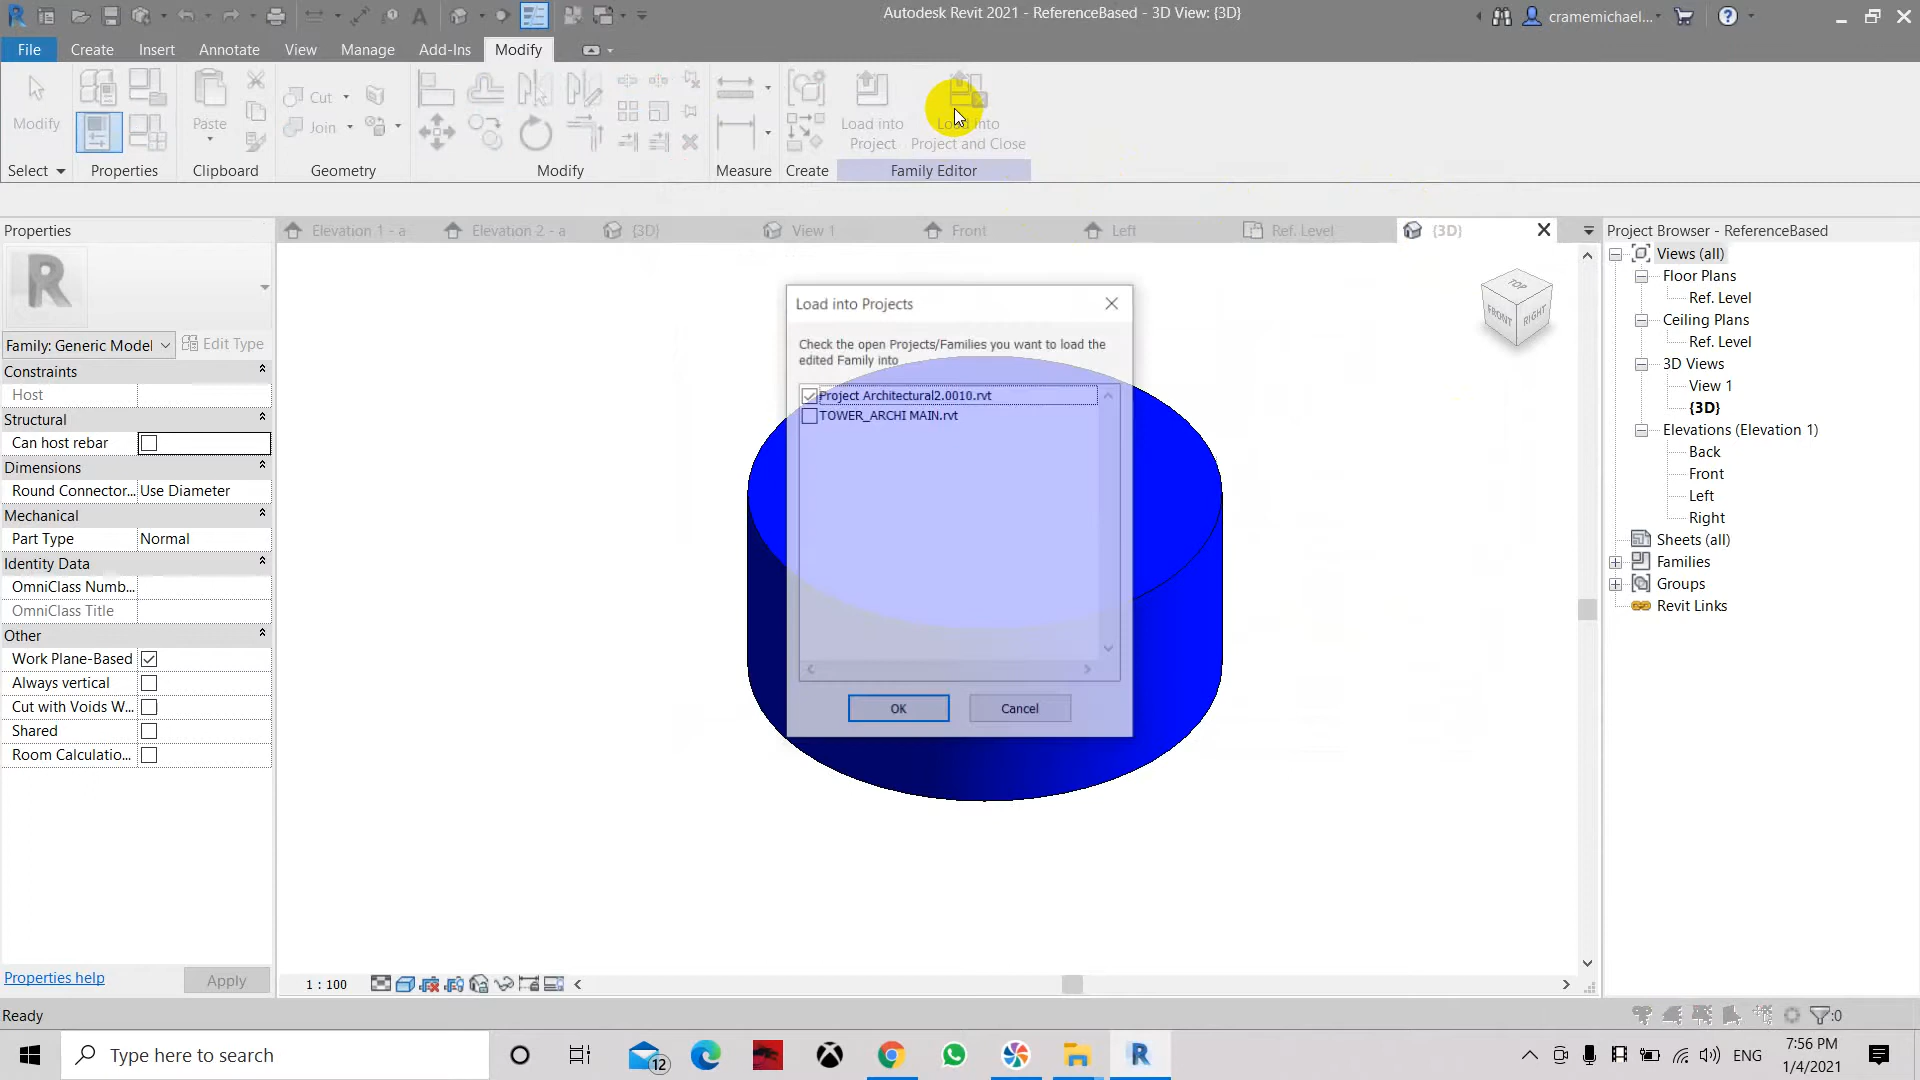 Autodesk Revit 2021 - ReferenceBased - 3D View: {3D}
cramemichael...
File Create Insert Annotate View Manage Add-Ins Modify
Modify
Paste
Cut
Join
Load into
Project
Load into
Project and Close
Select Properties Clipboard Geometry Modify Measure Create Family Editor
Properties
Elevation 1 - a
Elevation 2 - a
{3D}
View 1
Front
Left
Ref. Level
{3D}
Project Browser - ReferenceBased
Family: Generic Model
Edit Type
Constraints
Host
Structural
Can host rebar
Dimensions
Round Connector... Use Diameter
Mechanical
Part Type Normal
Identity Data
OmniClass Numb...
OmniClass Title
Other
Work Plane-Based
Always vertical
Cut with Voids W...
Shared
Room Calculatio...
Properties help
Apply
Load into Projects
Check the open Projects/Families you want to load the
edited Family into
Project Architectural2.0010.rvt
TOWER_ARCHI MAIN.rvt
OK
Cancel
TOP
FRONT
RIGHT
Views (all)
Floor Plans
Ref. Level
Ceiling Plans
Ref. Level
3D Views
View 1
{3D}
Elevations (Elevation 1)
Back
Front
Left
Right
Sheets (all)
Families
Groups
Revit Links
1 : 100
Ready
:0
Type here to search
12
ENG
7:56 PM
1/4/2021